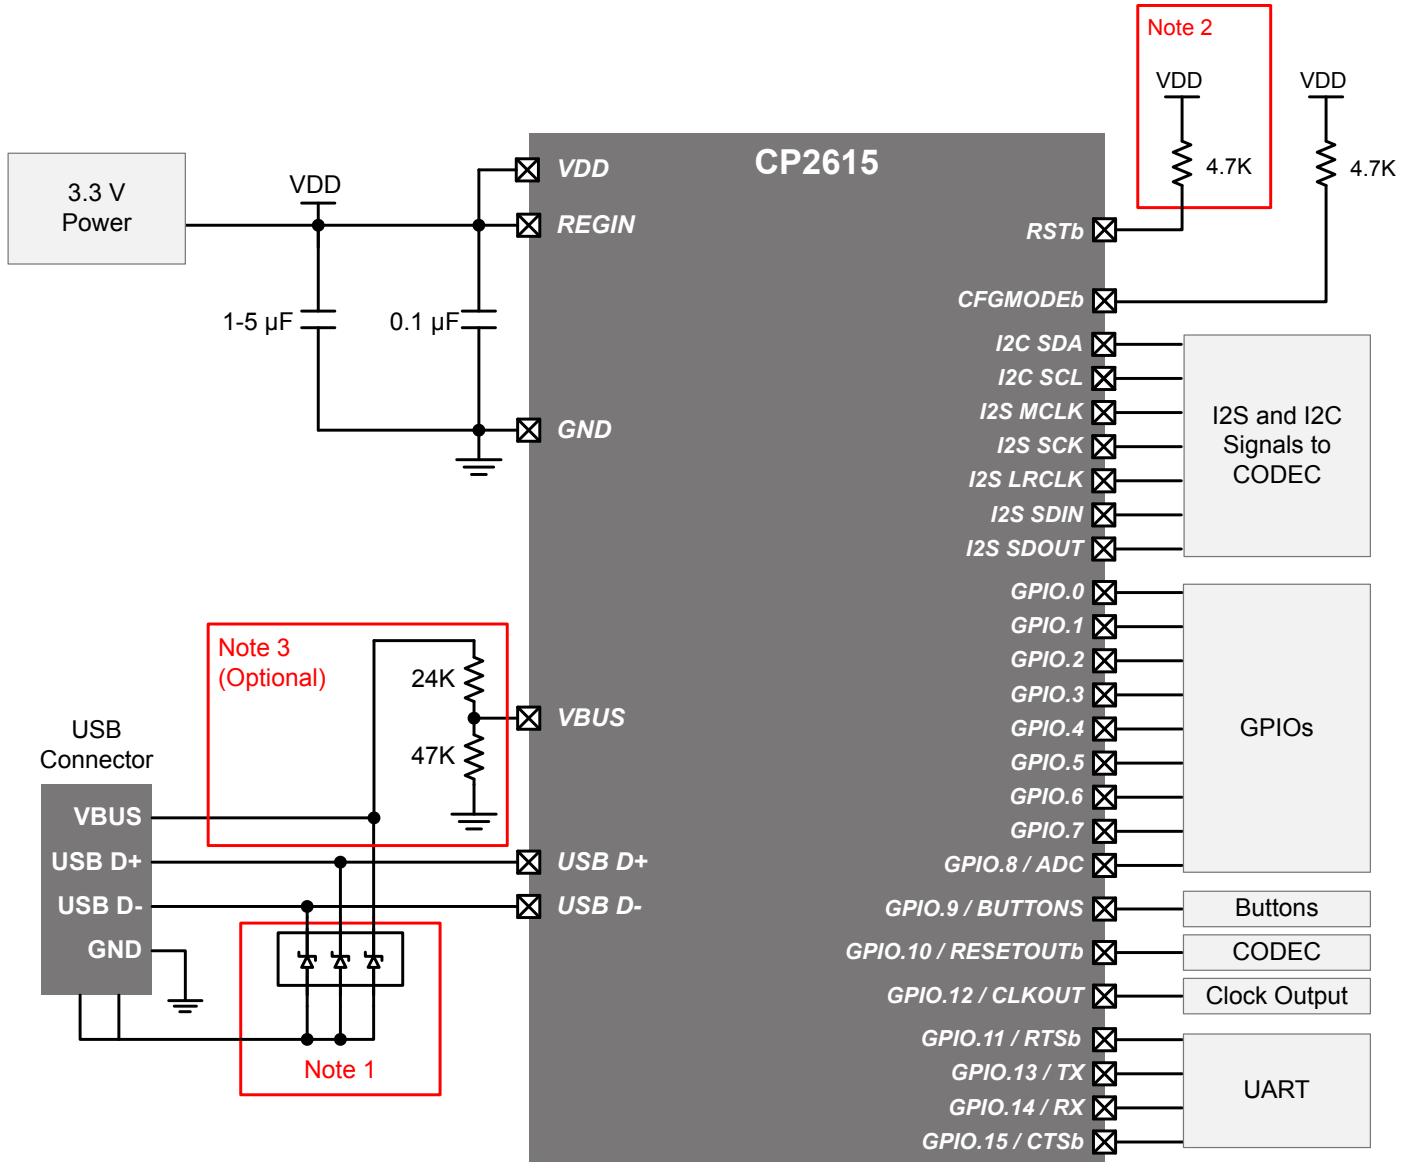 Note 2
VDD
VDD
4.7K
4.7K
CP2615
3.3 V
Power
VDD
1-5 µF
0.1 µF
VDD
REGIN
GND
RSTb
CFGMODEb
I2C SDA
I2C SCL
I2S MCLK
I2S SCK
I2S LRCLK
I2S SDIN
I2S SDOUT
I2S and I2C
Signals to
CODEC
GPIO.0
GPIO.1
GPIO.2
GPIO.3
GPIO.4
GPIO.5
GPIO.6
GPIO.7
GPIO.8 / ADC
GPIOs
Note 3
(Optional)
24K
47K
VBUS
USB
Connector
VBUS
USB D+
USB D-
GND
USB D+
USB D-
Note 1
GPIO.9 / BUTTONS
Buttons
GPIO.10 / RESETOUTb
CODEC
GPIO.12 / CLKOUT
Clock Output
GPIO.11 / RTSb
GPIO.13 / TX
GPIO.14 / RX
GPIO.15 / CTSb
UART